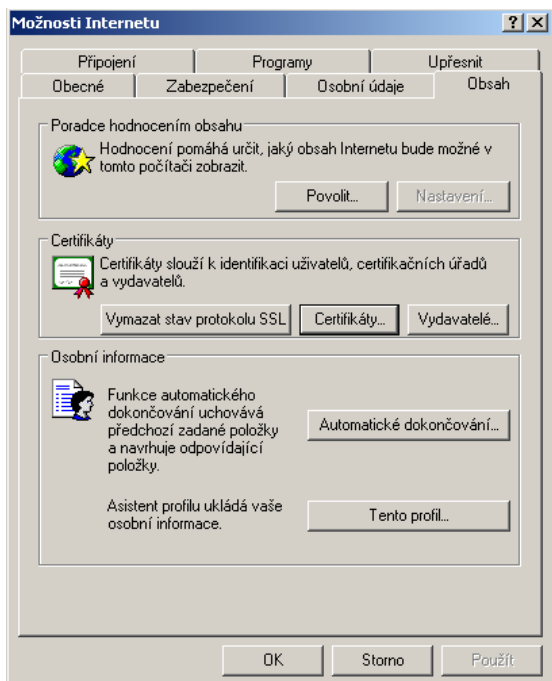 Možnosti Internetu
Připojení Programy Upřesnit
Obecné Zabezpečení Osobní údaje Obsah
Poradce hodnocením obsahu
Hodnocení pomáhá určit, jaký obsah Internetu bude možné v
tomto počítači zobrazit.
Povolit... Nastavení...
Certifikáty
Certifikáty slouží k identifikaci uživatelů, certifikačních úřadů
a vydavatelů.
Vymazat stav protokolu SSL Certifikáty... Vydavatelé...
Osobní informace
Funkce automatického
dokončování uchovává
předchozí zadané položky
a navrhuje odpovídající
položky.
Automatické dokončování...
Asistent profilu ukládá vaše
osobní informace.
Tento profil...
OK Storno Použít